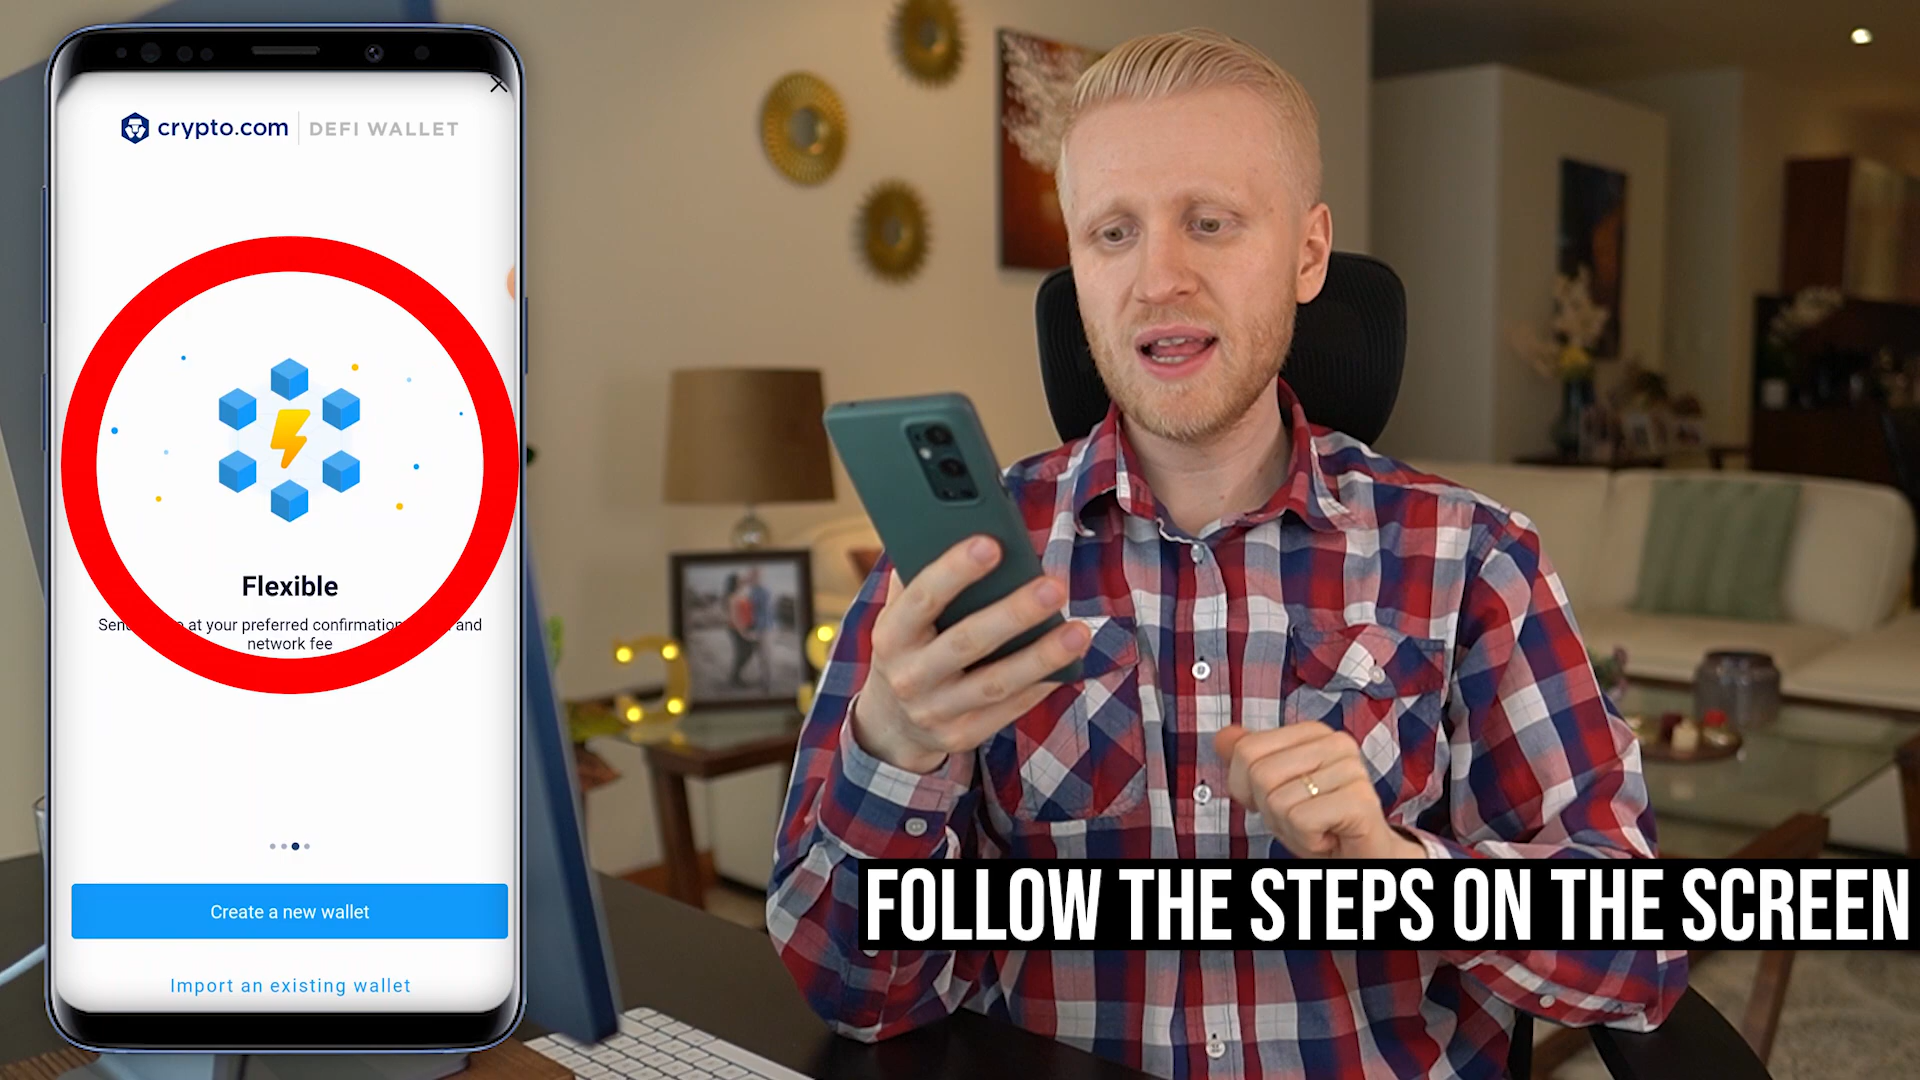 crypto.com | DEFI WALLET
Flexible
at your preferred confirmation and
network fee
Create a new wallet
Import an existing wallet
FOLLOW THE STEPS ON THE SCREEN